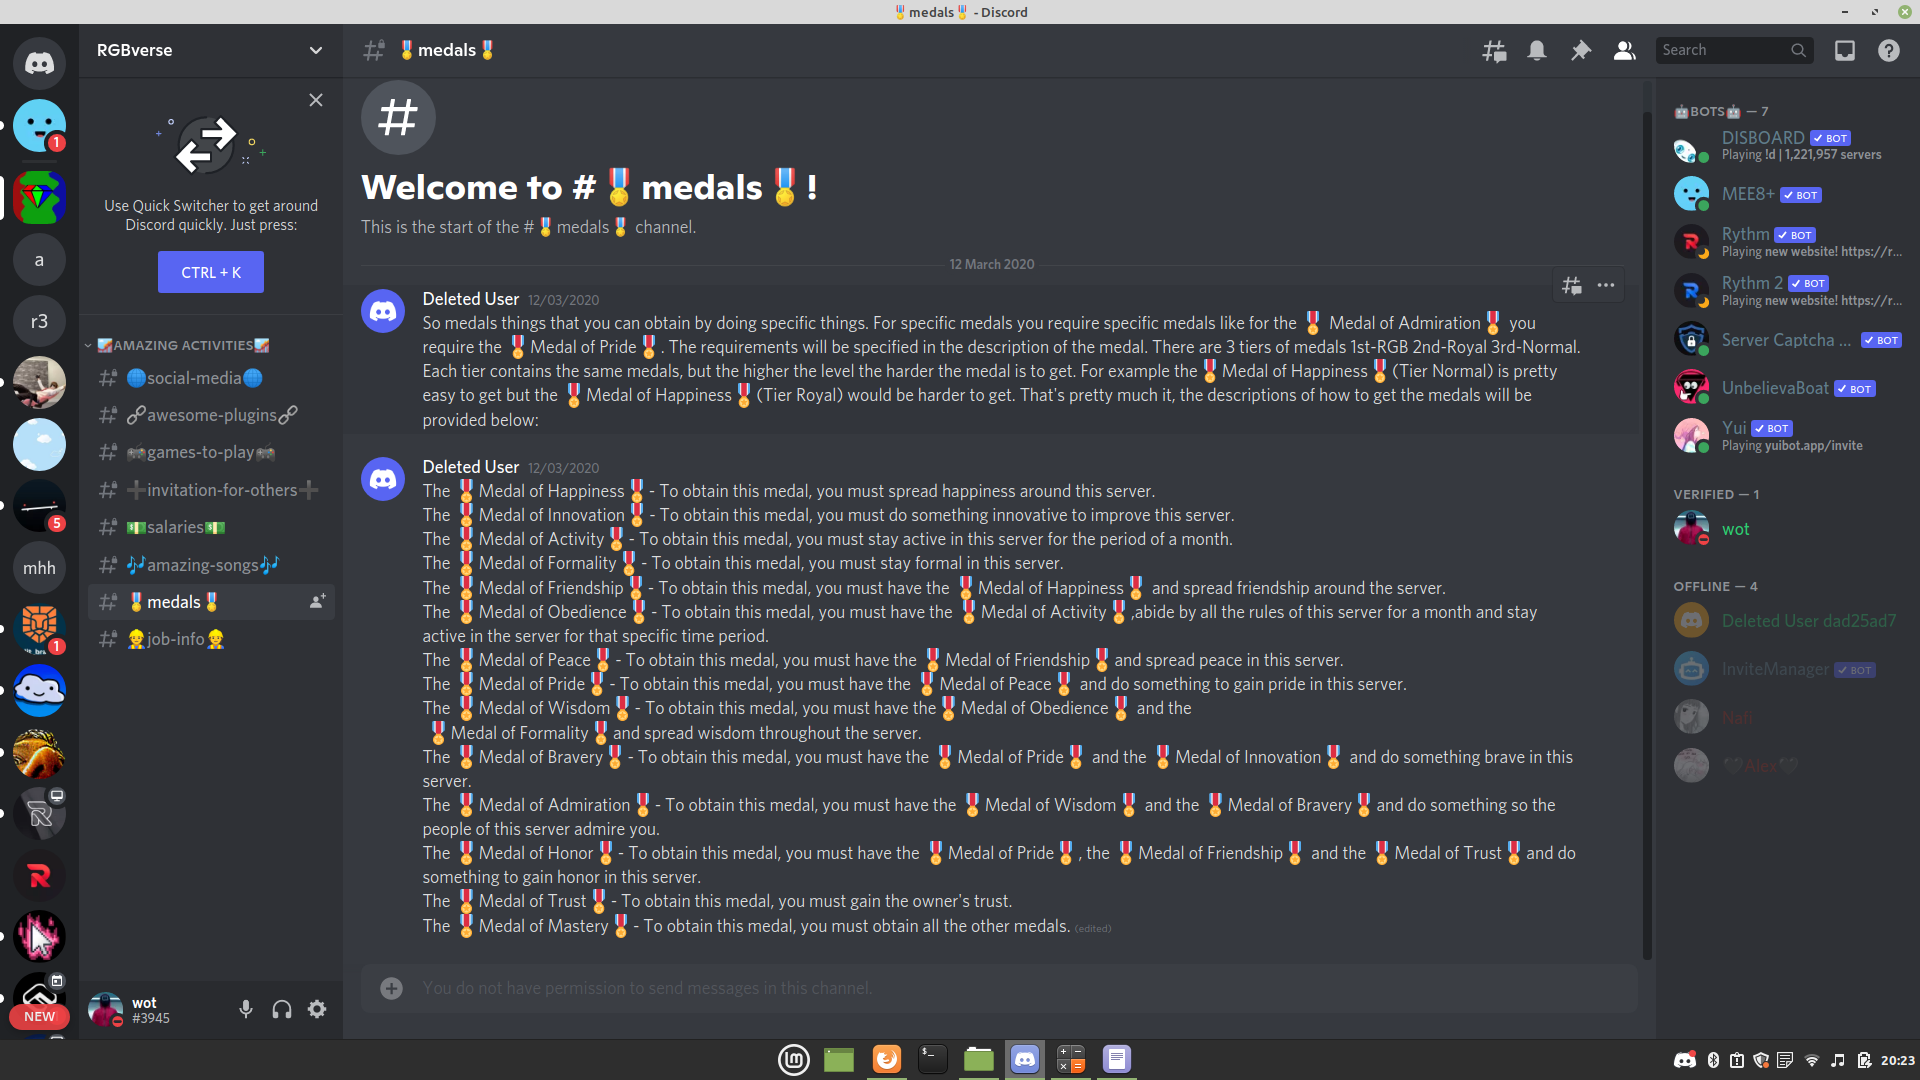 🎖medals🎖 - Discord
RGBverse
🎖medals🎖
Search
1
Use Quick Switcher to get around
Discord quickly. Just press:
CTRL + K
a
r3
AMAZING ACTIVITIES
🌐social-media🌐
🔗awesome-plugins🔗
🎮games-to-play🎮
➕invitation-for-others➕
💵salaries💵
🎶amazing-songs🎶
🎖medals🎖
👷job-info👷
5
mhh
1
NEW
wot
#3945
Welcome to #🎖medals🎖!
This is the start of the #🎖medals🎖 channel.
12 March 2020
Deleted User 12/03/2020
So medals things that you can obtain by doing specific things. For specific medals you require specific medals like for the 🎖 Medal of Admiration 🎖 you
require the 🎖 Medal of Pride 🎖. The requirements will be specified in the description of the medal. There are 3 tiers of medals 1st-RGB 2nd-Royal 3rd-Normal.
Each tier contains the same medals, but the higher the level the harder the medal is to get. For example the 🎖 Medal of Happiness 🎖(Tier Normal) is pretty
easy to get but the 🎖 Medal of Happiness 🎖(Tier Royal) would be harder to get. That's pretty much it, the descriptions of how to get the medals will be
provided below:
Deleted User 12/03/2020
The 🎖 Medal of Happiness 🎖 - To obtain this medal, you must spread happiness around this server.
The 🎖 Medal of Innovation 🎖 - To obtain this medal, you must do something innovative to improve this server.
The 🎖 Medal of Activity 🎖 - To obtain this medal, you must stay active in this server for the period of a month.
The 🎖 Medal of Formality 🎖 - To obtain this medal, you must stay formal in this server.
The 🎖 Medal of Friendship 🎖 - To obtain this medal, you must have the 🎖 Medal of Happiness 🎖 and spread friendship around the server.
The 🎖 Medal of Obedience 🎖 - To obtain this medal, you must have the 🎖 Medal of Activity 🎖,abide by all the rules of this server for a month and stay
active in the server for that specific time period.
The 🎖 Medal of Peace 🎖 - To obtain this medal, you must have the 🎖 Medal of Friendship 🎖 and spread peace in this server.
The 🎖 Medal of Pride 🎖 - To obtain this medal, you must have the 🎖 Medal of Peace 🎖 and do something to gain pride in this server.
The 🎖 Medal of Wisdom 🎖 - To obtain this medal, you must have the 🎖 Medal of Obedience 🎖 and the
🎖 Medal of Formality 🎖 and spread wisdom throughout the server.
The 🎖 Medal of Bravery 🎖 - To obtain this medal, you must have the 🎖 Medal of Pride 🎖 and the 🎖 Medal of Innovation 🎖 and do something brave in this
server.
The 🎖 Medal of Admiration 🎖 - To obtain this medal, you must have the 🎖 Medal of Wisdom 🎖 and the 🎖 Medal of Bravery 🎖 and do something so the
people of this server admire you.
The 🎖 Medal of Honor 🎖 - To obtain this medal, you must have the 🎖 Medal of Pride 🎖, the 🎖 Medal of Friendship 🎖 and the 🎖 Medal of Trust 🎖 and do
something to gain honor in this server.
The 🎖 Medal of Trust 🎖 - To obtain this medal, you must gain the owner's trust.
The 🎖 Medal of Mastery 🎖 - To obtain this medal, you must obtain all the other medals. (edited)
You do not have permission to send messages in this channel.
🤖BOTS🤖 — 7
DISBOARD ✓ BOT
Playing !d | 1,221,957 servers
MEE8+ ✓ BOT
Rythm ✓ BOT
Playing new website! https://r...
Rythm 2 ✓ BOT
Playing new website! https://r...
Server Captcha ... ✓ BOT
UnbelievaBoat ✓ BOT
Yui ✓ BOT
Playing yuibot.app/invite
VERIFIED — 1
wot
OFFLINE — 4
Deleted User dad25ad7
InviteManager ✓ BOT
Nafi
🖤Alex🖤
20:23